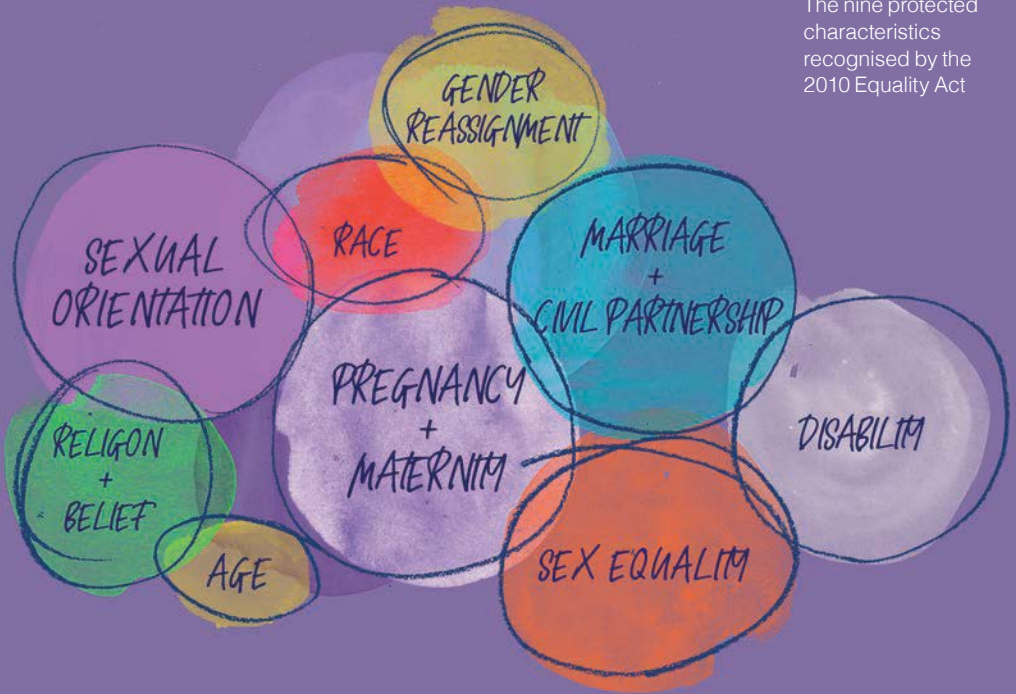 The nine protected
characteristics
recognised by the
2010 Equality Act
GENDER
REASSIGNMENT
RACE
SEXUAL
ORIENTATION
MARRIAGE
+
CIVIL PARTNERSHIP
PREGNANCY
+
MATERNITY
DISABILITY
RELIGON
+
BELIEF
AGE
SEX EQUALITY